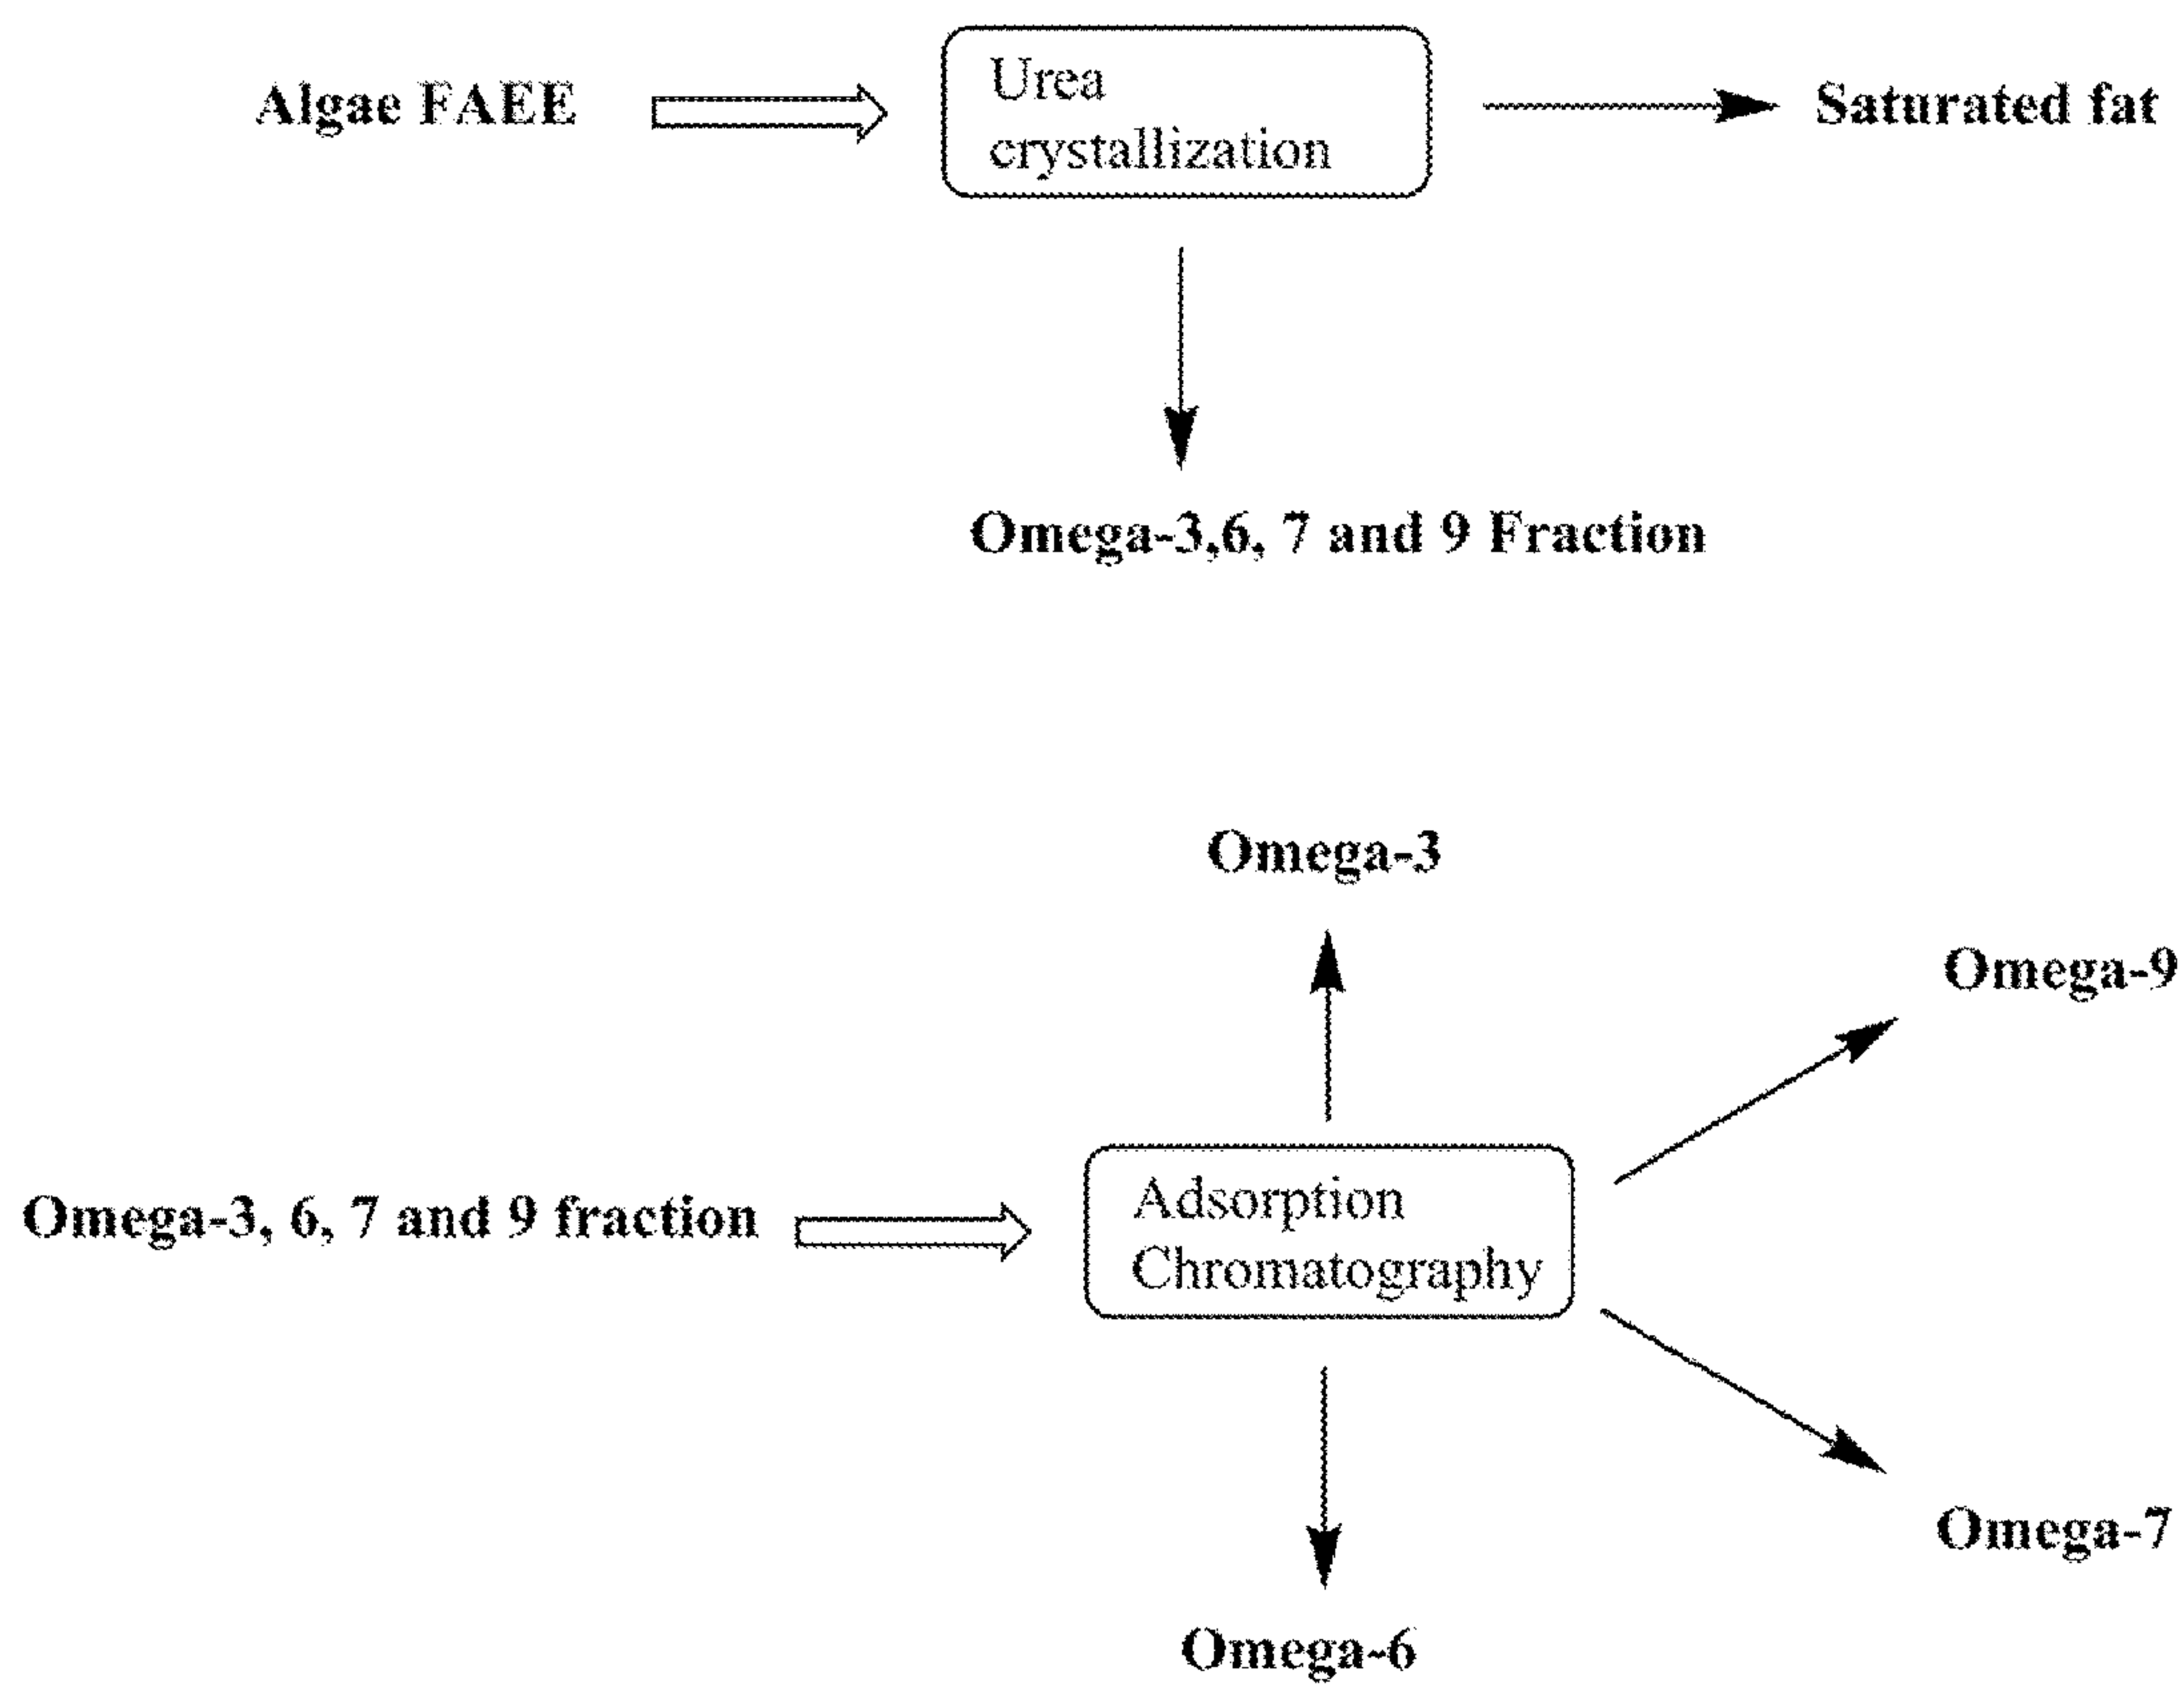 Algae FAEE
Urea
crystallization
Saturated fat
Omega-3,6, 7 and 9 Fraction
Omega-3
Omega-9
Omega-3, 6, 7 and 9 fraction
Adsorption
Chromatography
Omega-7
Omega-6